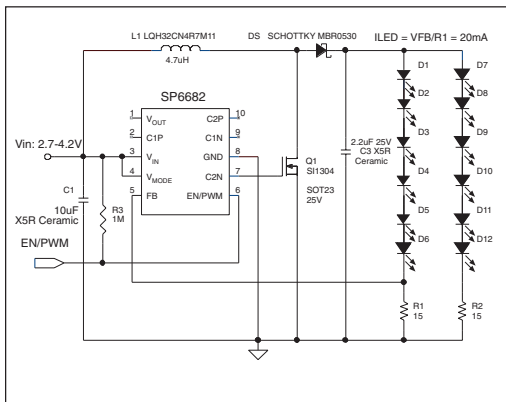 L1 LQH32CN4R7M11
4.7uH
DS SCHOTTKY MBR0530
ILED = VFB/R1 = 20mA
SP6682
1 VOUT C2P 10
2 C1P C1N 9
3 VIN GND 8
4 VMODE C2N 7
5 FB EN/PWM 6
Vin: 2.7-4.2V
C1
10uF
X5R Ceramic
R3
1M
EN/PWM
Q1
SI1304
SOT23
25V
2.2uF 25V
C3 X5R
Ceramic
D1
D2
D3
D4
D5
D6
D7
D8
D9
D10
D11
D12
R1
15
R2
15